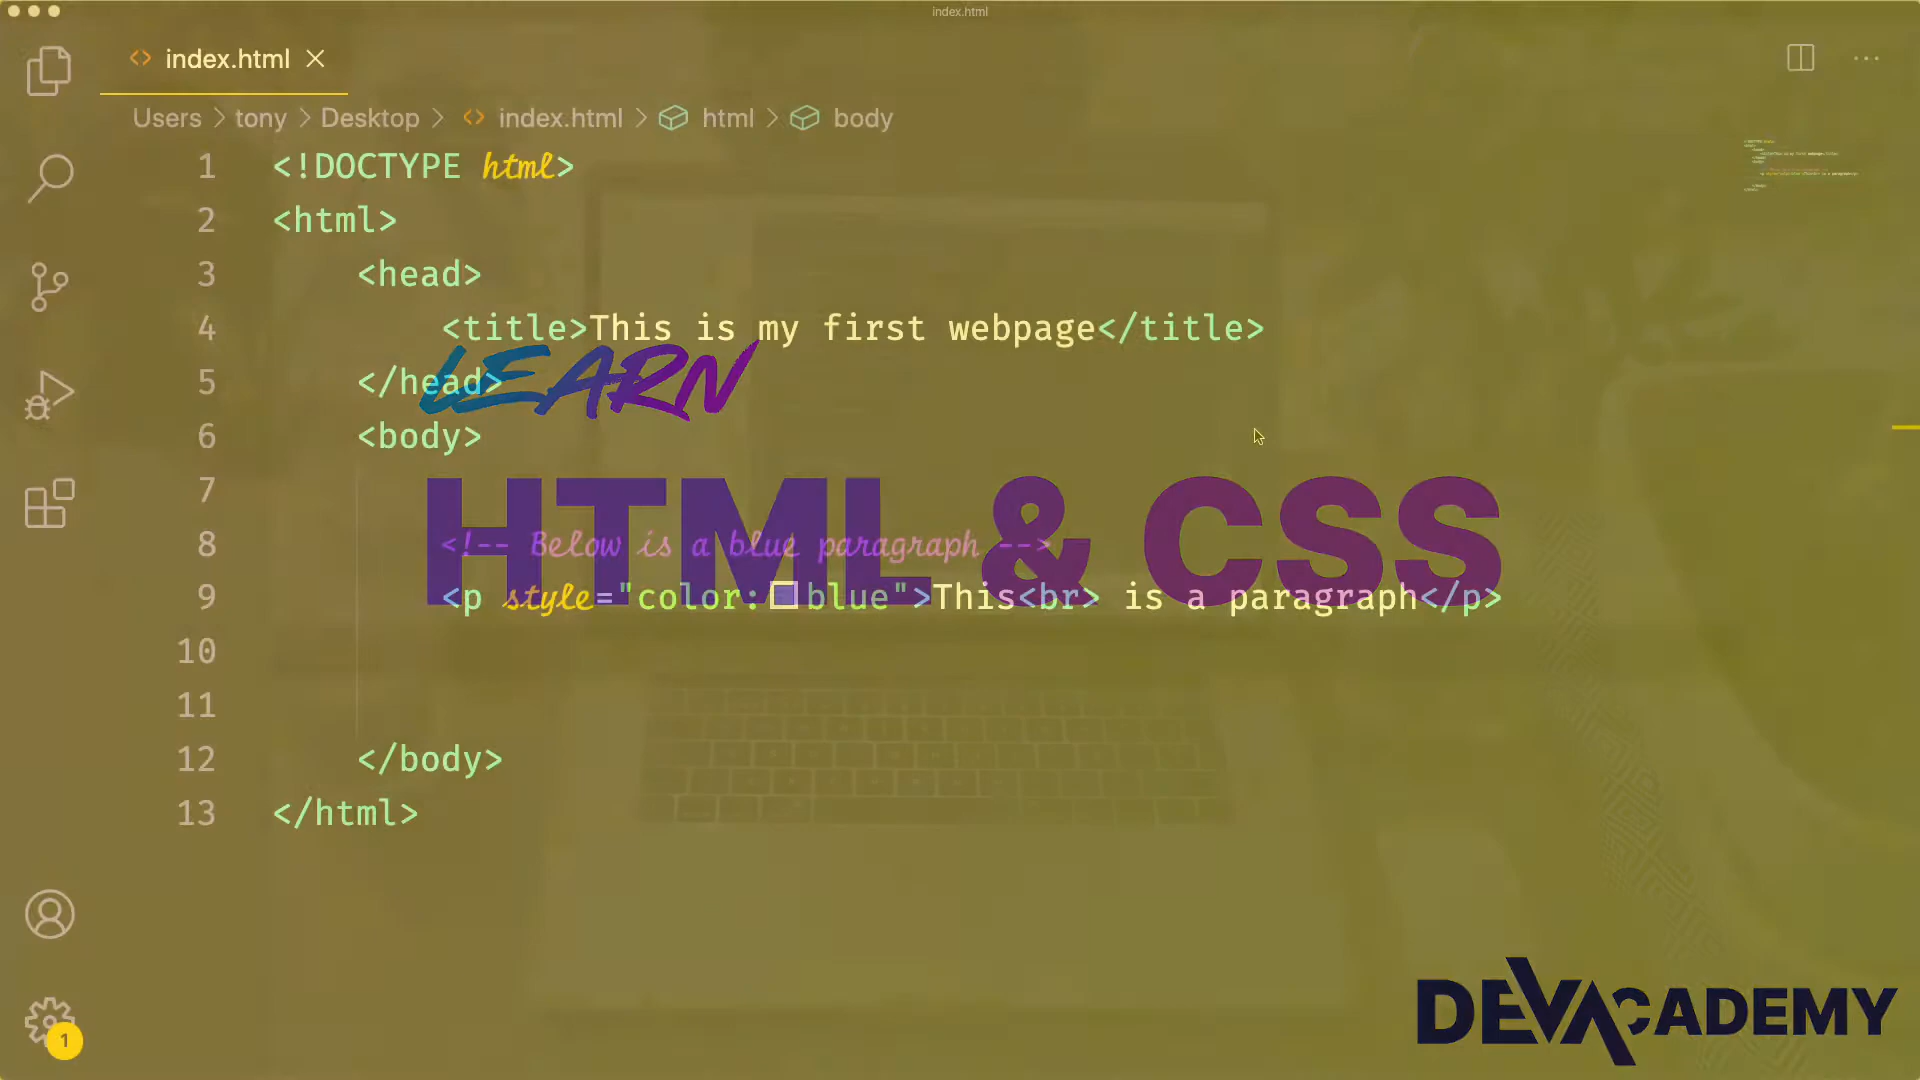 index.html
index.html
Users > tony > Desktop > index.html > html > body
1 <!DOCTYPE html>
2 <html>
3 <head>
4 <title>This is my first webpage</title>
LEARN
5 </head>
6 <body>
7
HTML & CSS
8 <!-- Below is a blue paragraph -->
9 <p style="color:blue">This<br> is a paragraph</p>
10
11
12 </body>
13 </html>
DEVACADEMY
1